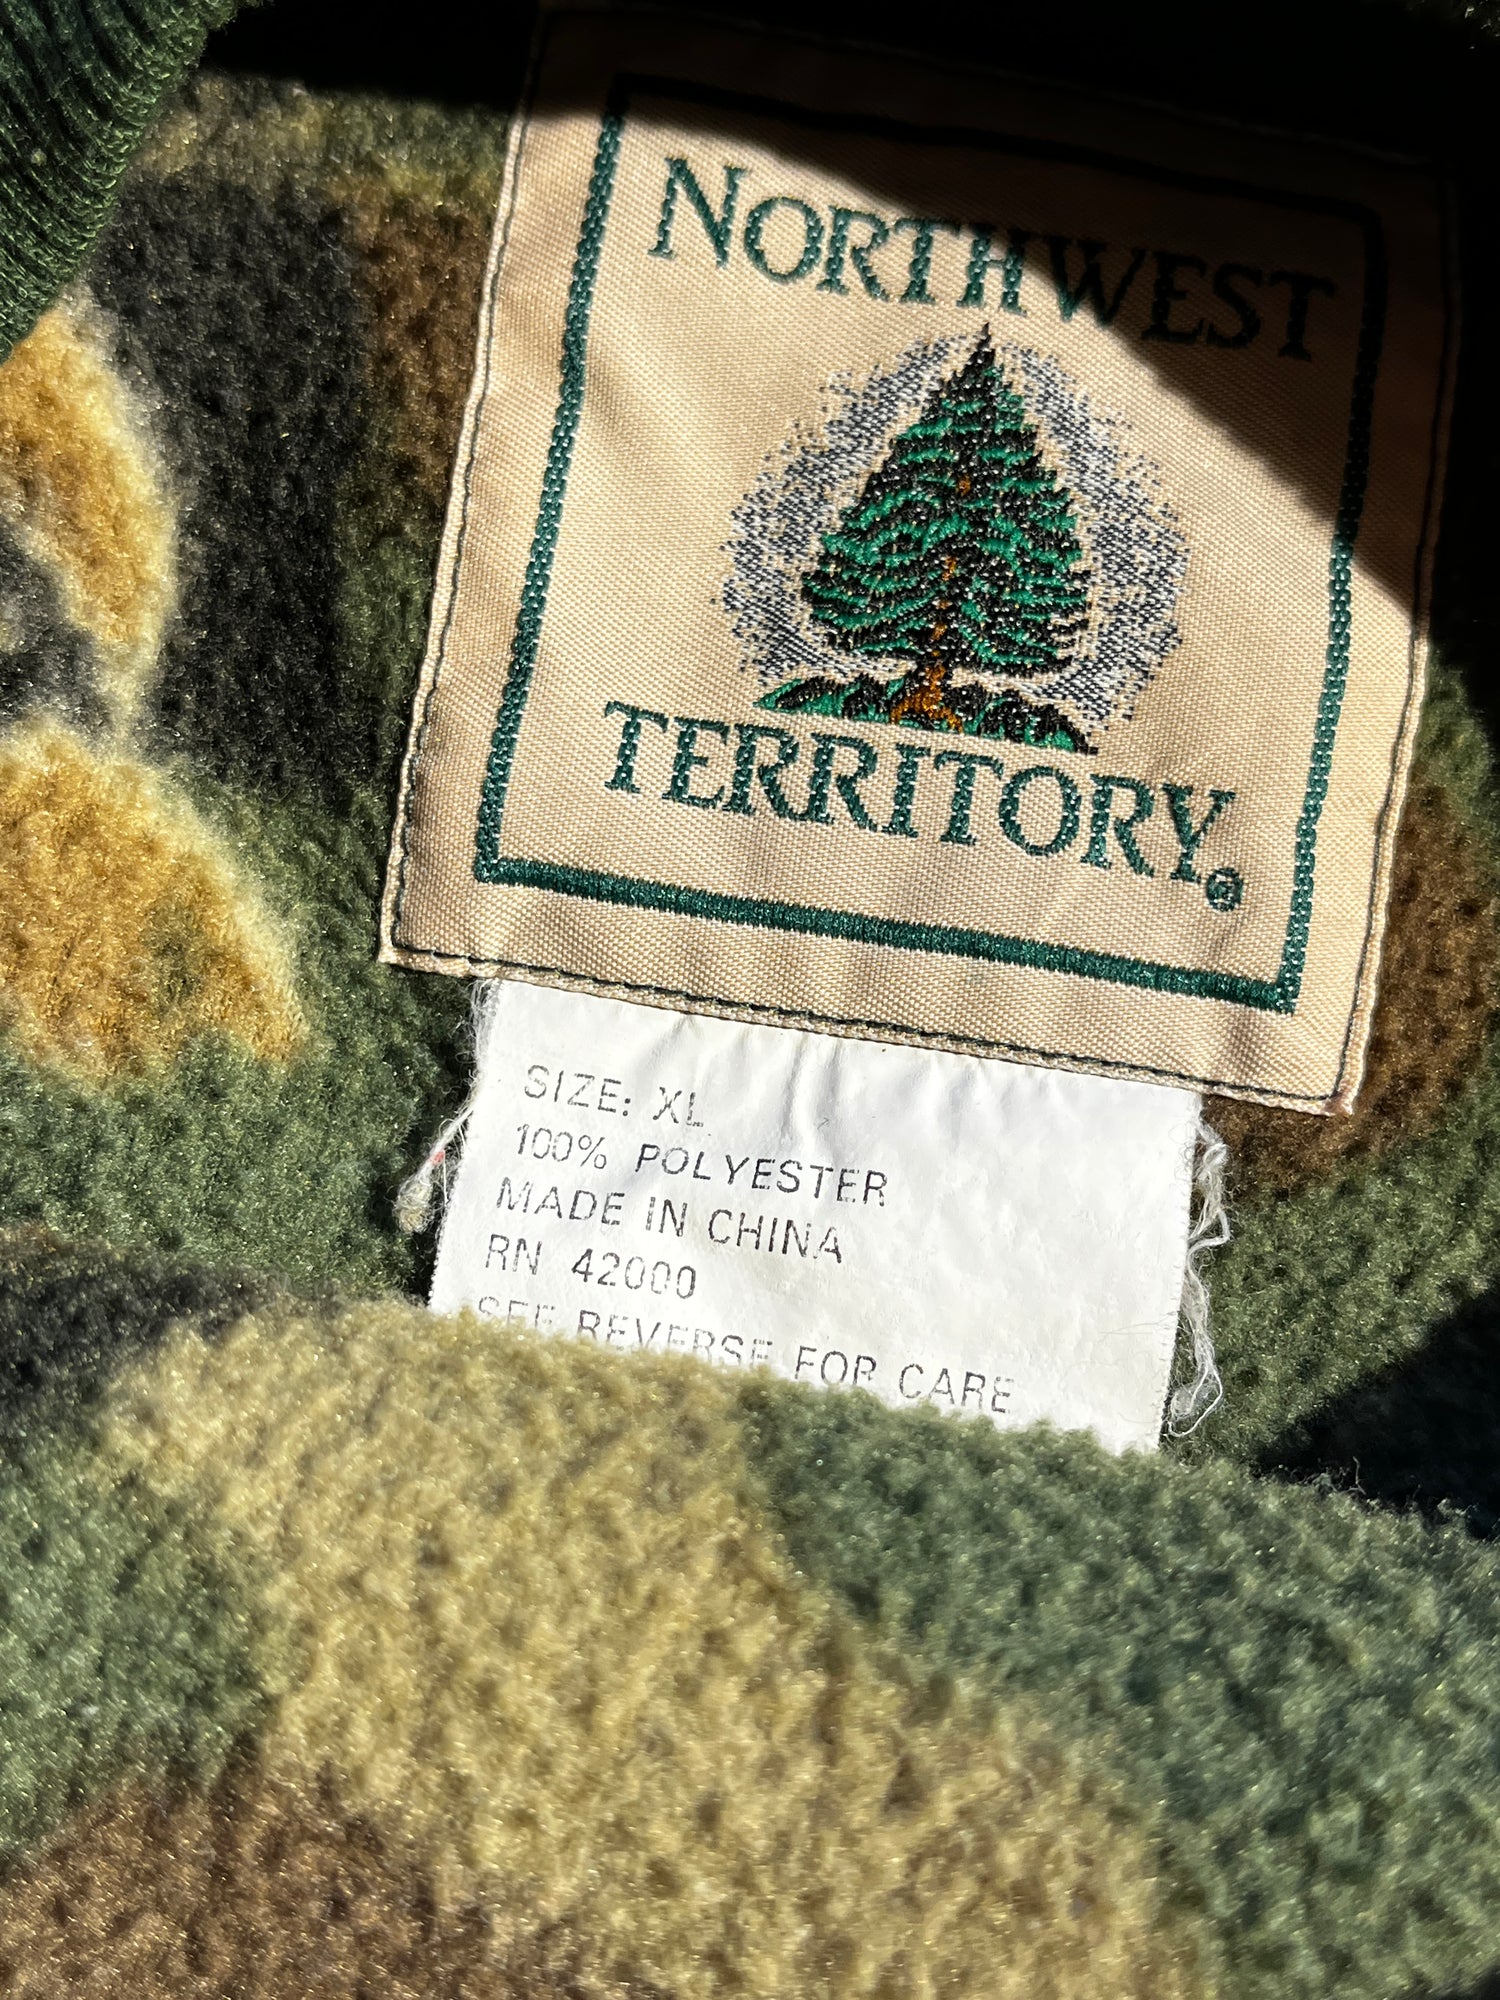 NORTHWEST
TERRITORY®
SIZE: XL
100% POLYESTER
MADE IN CHINA
RN 42000
SEE REVERSE FOR CARE